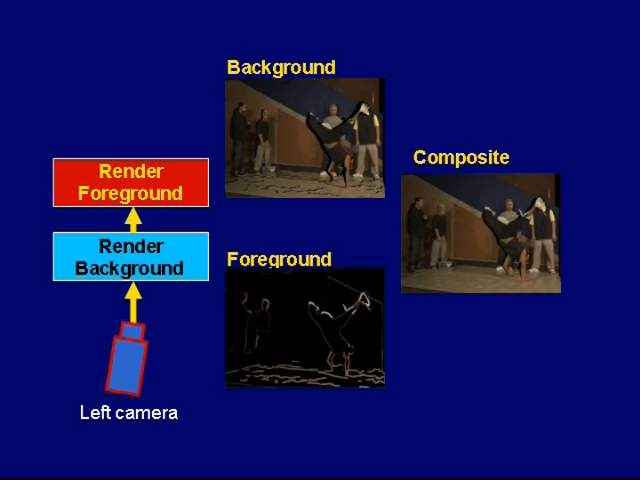 Background
Composite
Render
Foreground
Render
Background
Foreground
Left camera